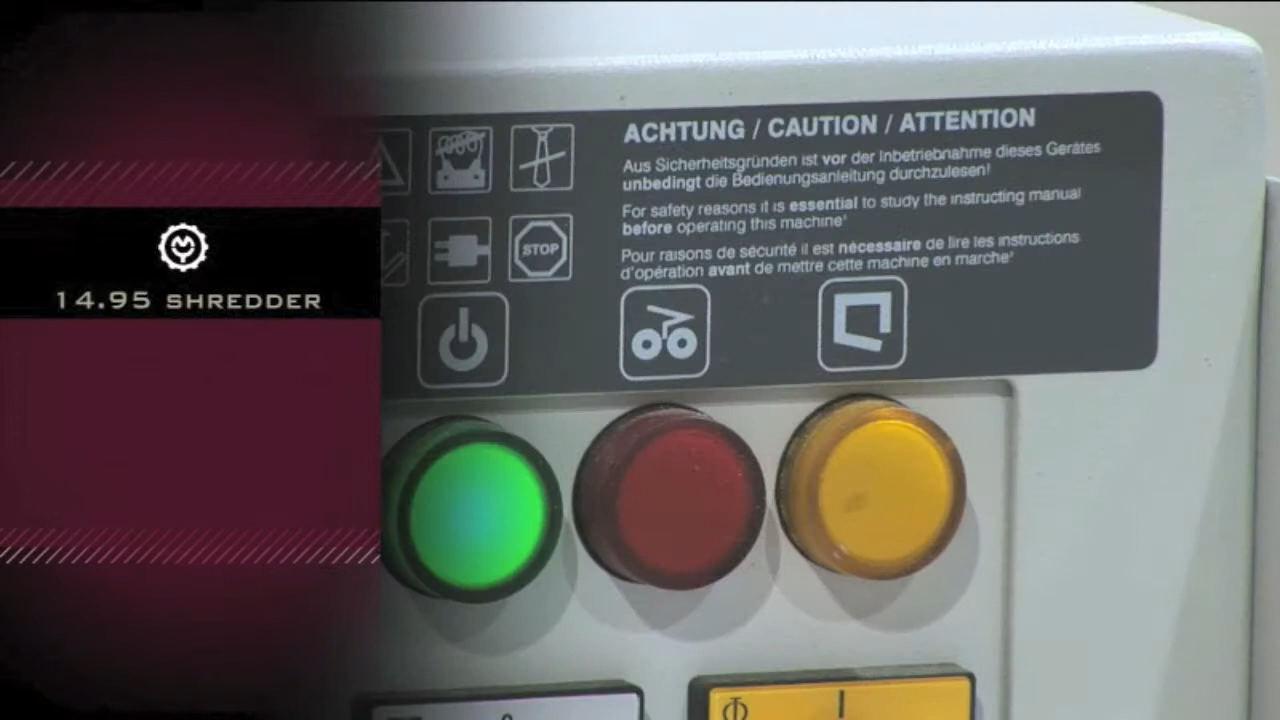 14.95 SHREDDER
ACHTUNG / CAUTION / ATTENTION
Aus Sicherheitsgründen ist vor der Inbetriebnahme dieses Gerätes
unbedingt die Bedienungsanleitung durchzulesen!
For safety reasons it is essential to study the instructing manual
before operating this machine!
Pour raisons de sécurité il est nécessaire de lire les instructions
d'opération avant de mettre cette machine en marche!
STOP